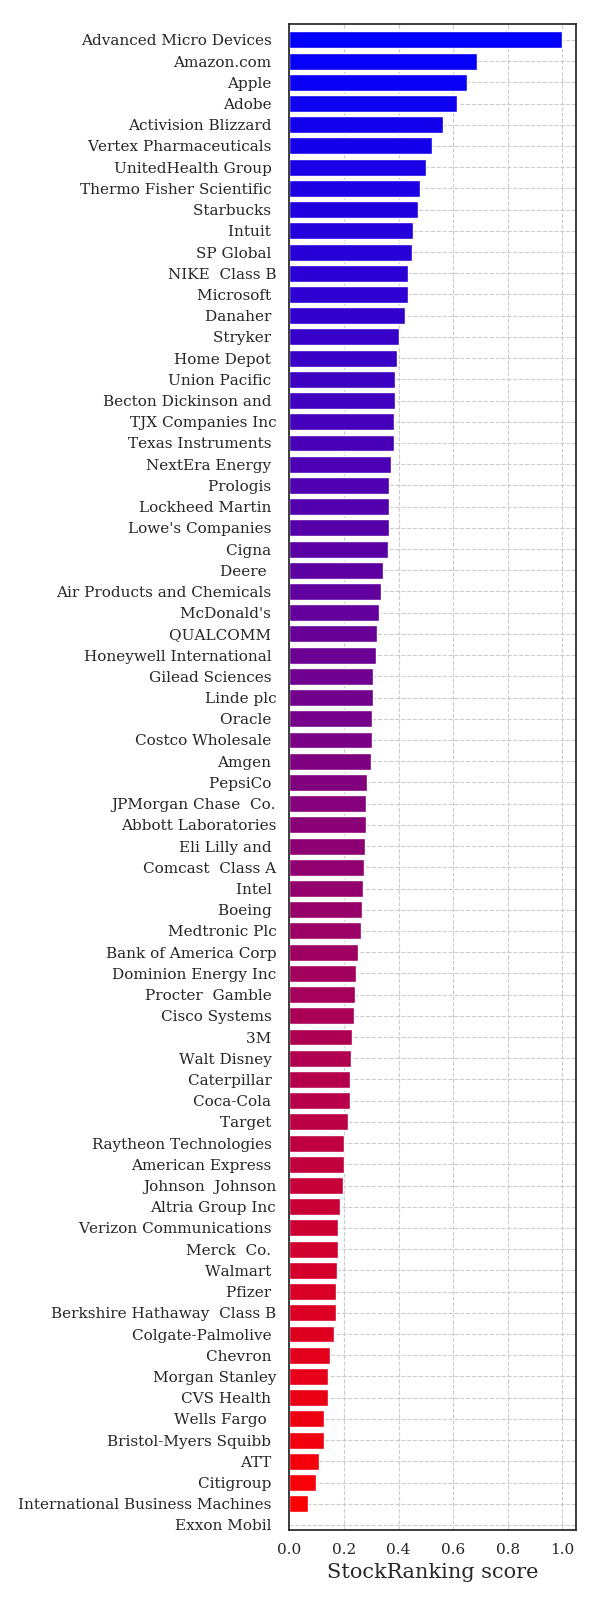 Advanced Micro Devices
Amazon.com
Apple
Adobe
Activision Blizzard
Vertex Pharmaceuticals
UnitedHealth Group
Thermo Fisher Scientific
Starbucks
Intuit
SP Global
NIKE  Class B
Microsoft
Danaher
Stryker
Home Depot
Union Pacific
Becton Dickinson and
TJX Companies Inc
Texas Instruments
NextEra Energy
Prologis
Lockheed Martin
Lowe's Companies
Cigna
Deere
Air Products and Chemicals
McDonald's
QUALCOMM
Honeywell International
Gilead Sciences
Linde plc
Oracle
Costco Wholesale
Amgen
PepsiCo
JPMorgan Chase  Co.
Abbott Laboratories
Eli Lilly and
Comcast  Class A
Intel
Boeing
Medtronic Plc
Bank of America Corp
Dominion Energy Inc
Procter  Gamble
Cisco Systems
3M
Walt Disney
Caterpillar
Coca-Cola
Target
Raytheon Technologies
American Express
Johnson  Johnson
Altria Group Inc
Verizon Communications
Merck  Co.
Walmart
Pfizer
Berkshire Hathaway  Class B
Colgate-Palmolive
Chevron
Morgan Stanley
CVS Health
Wells Fargo
Bristol-Myers Squibb
ATT
Citigroup
International Business Machines
Exxon Mobil
0.0 0.2 0.4 0.6 0.8 1.0
StockRanking score